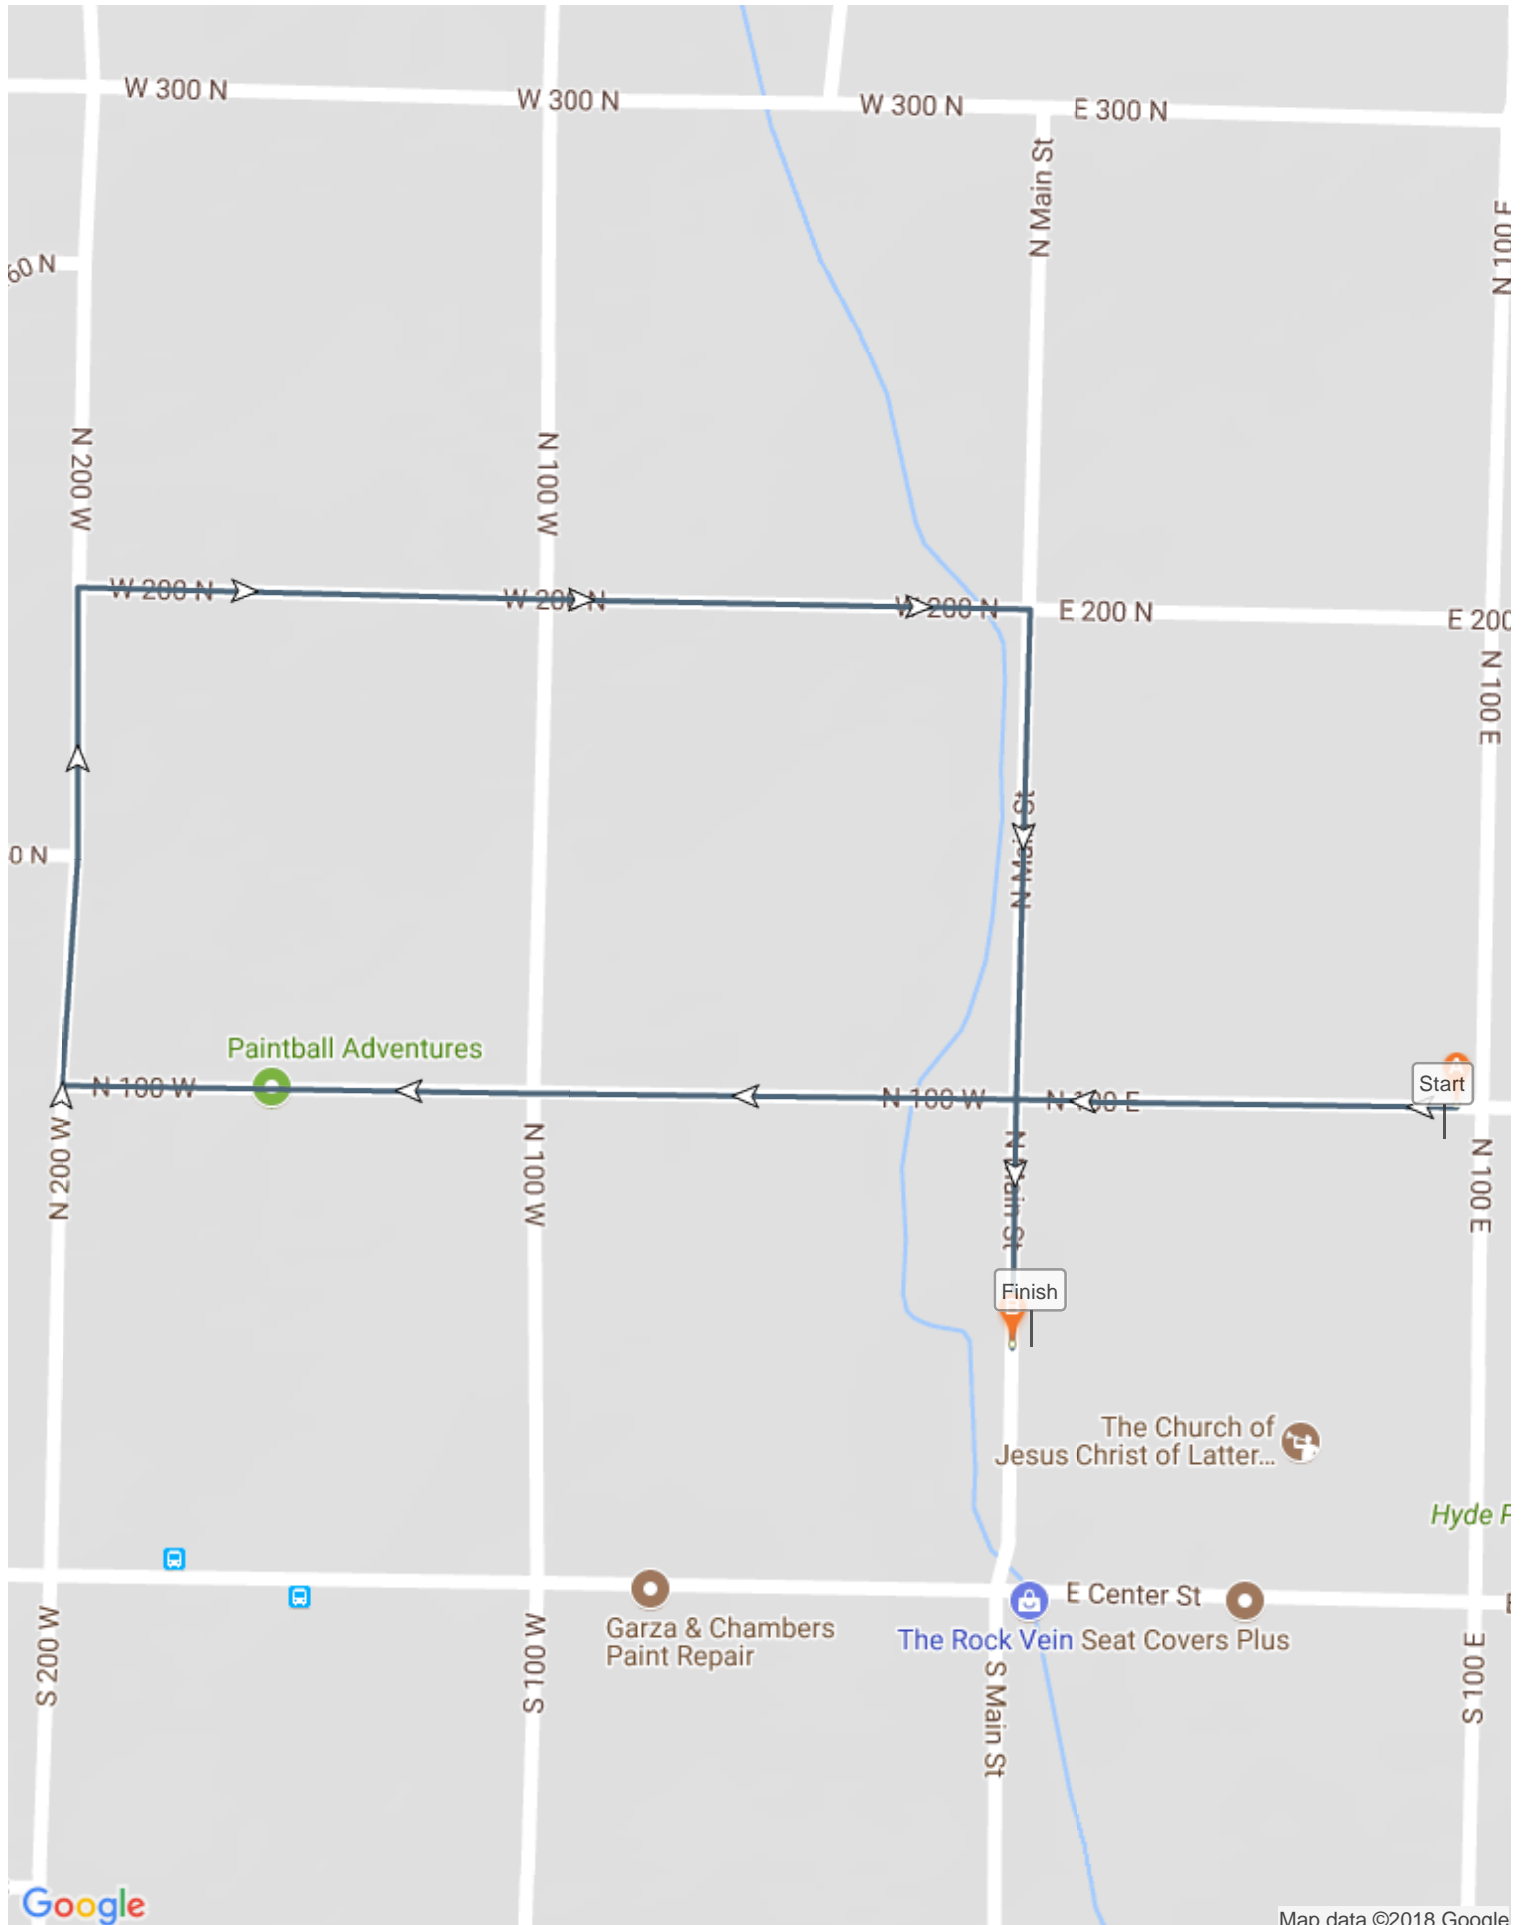 W 300 N
W 300 N
W 300 N
E 300 N
N Main St
N 100 E
60 N
N 200 W
N 100 W
W 200 N
W 200 N
W 200 N
E 200 N
E 200
N 100 E
N Main St
0 N
Paintball Adventures
Start
N 100 W
N 100 W
N 100 E
N 200 W
N 100 W
N Main St
N 100 E
Finish
The Church of
Jesus Christ of Latter...
Hyde P
E Center St
Garza & Chambers
Paint Repair
The Rock Vein
Seat Covers Plus
S 200 W
S 100 W
S Main St
S 100 E
Google
Map data ©2018 Google